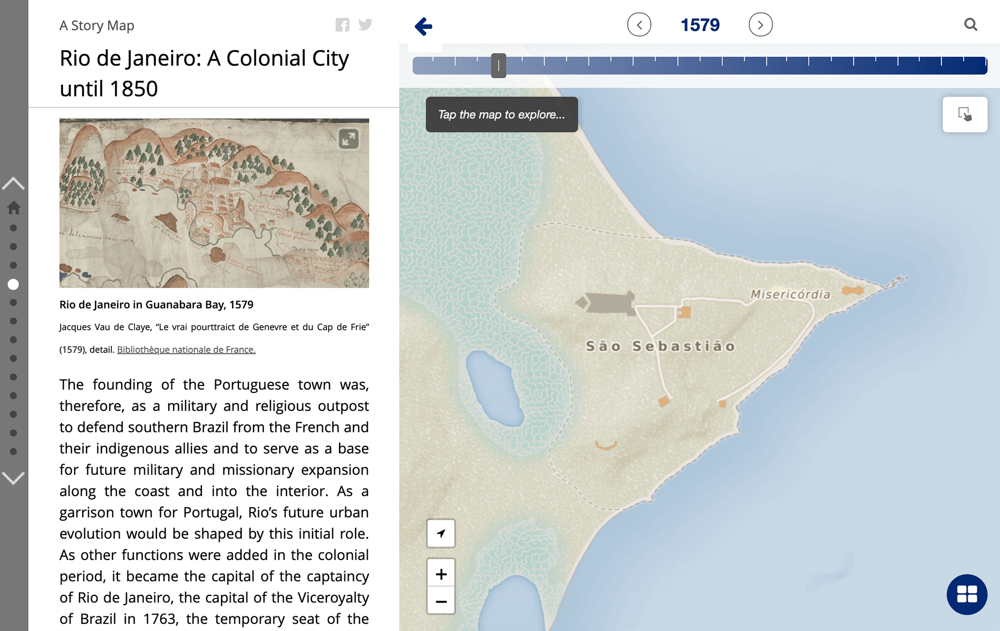 A Story Map
Rio de Janeiro: A Colonial City
until 1850
Jardyns
Jardyns
Rio de Janeiro in Guanabara Bay, 1579
Jacques Vau de Claye, “Le vrai pourttraict de Genevre et du Cap de Frie”
(1579), detail. Bibliothèque nationale de France.
The founding of the Portuguese town was,
therefore, as a military and religious outpost
to defend southern Brazil from the French and
their indigenous allies and to serve as a base
for future military and missionary expansion
along the coast and into the interior. As a
garrison town for Portugal, Rio’s future urban
evolution would be shaped by this initial role.
As other functions were added in the colonial
period, it became the capital of the captaincy
of Rio de Janeiro, the capital of the Viceroyalty
of Brazil in 1763, the temporary seat of the
1579
Tap the map to explore...
Misericórdia
São Sebastião